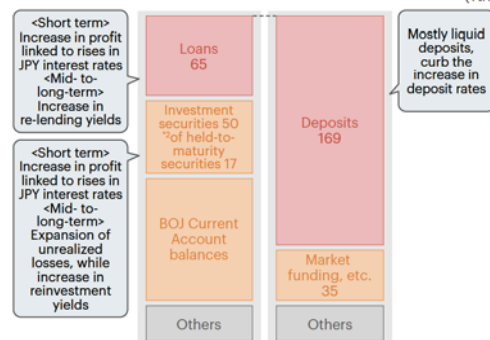 <Short term>
Increase in profit
linked to rises in
JPY interest rates
<Mid- to-
long-term>
Increase in
re-lending yields
<Short term>
Increase in profit
linked to rises in
JPY interest rates
<Mid- to-
long-term>
Expansion of
unrealized
losses, while
increase in
reinvestment
yields
Loans
65
Investment
securities 50
*2of held-to-
maturity
securities 17
BOJ Current
Account
balances
Others
Deposits
169
Market
funding, etc.
35
Others
Mostly liquid
deposits,
curb the
increase in
deposit rates